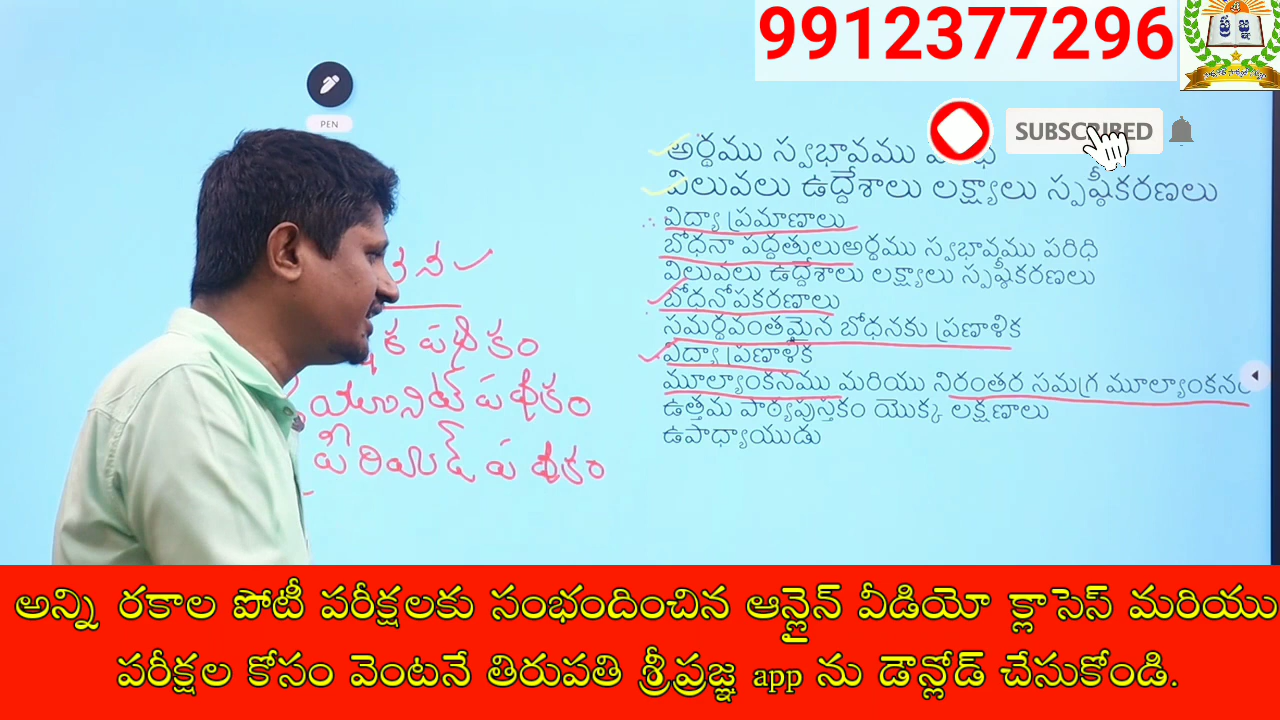 9912377296
ప్రజ్ఞ
PEN
SUBSCRIBED
అర్థము స్వభావము
విలువలు ఉద్దేశాలు లక్ష్యాలు స్పష్టీకరణలు
విద్యా ప్రమాణాలు
బోధనా పద్ధతులుఅర్థము స్వభావము పరిధి
విలువలు ఉద్దేశాలు లక్ష్యాలు స్పష్టీకరణలు
బోధనోపకరణాలు
సమర్థవంతమైన బోధనకు ప్రణాళిక
విద్యా ప్రణాళిక
మూల్యాంకనము మరియు నిరంతర సమగ్ర మూల్యాంకనం
ఉత్తమ పాఠ్యపుస్తకం యొక్క లక్షణాలు
ఉపాధ్యాయుడు
పథకం
యూనిట్ పథకం
పీరియడ్ పథకం
అన్ని రకాల పోటీ పరీక్షలకు సంభందించిన ఆన్లైన్ వీడియో క్లాసెస్ మరియు
పరీక్షల కోసం వెంటనే తిరుపతి శ్రీప్రజ్ఞ app ను డౌన్లోడ్ చేసుకోండి.